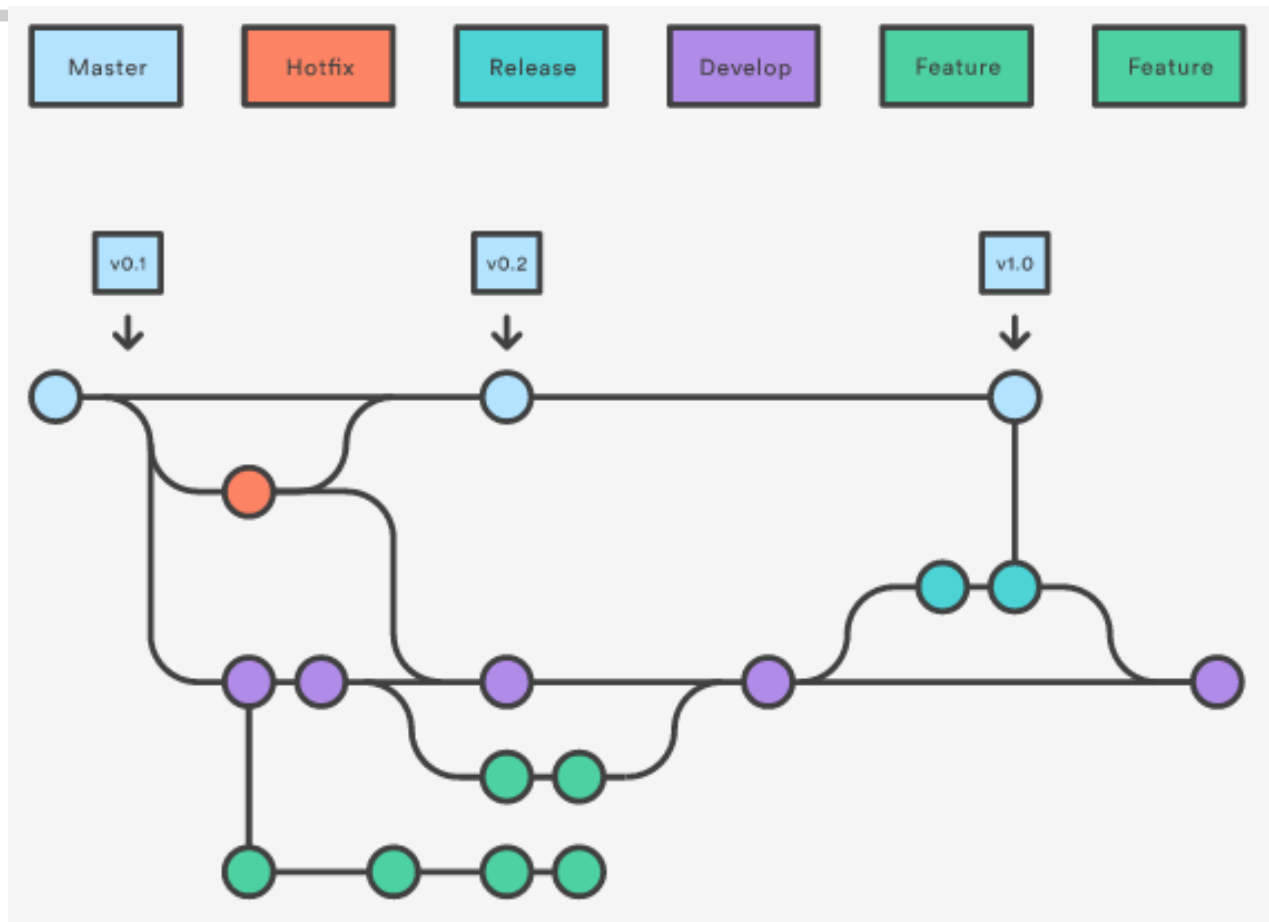 Master
Hotfix
Release
Develop
Feature
Feature
v0.1
v0.2
v1.0